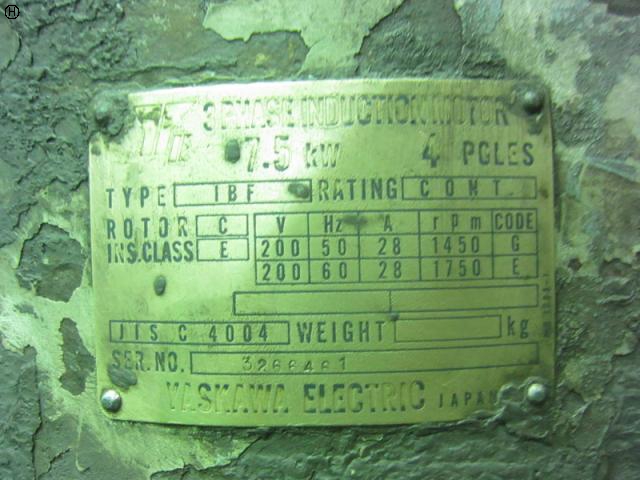 H
3 PHASE INDUCTION MOTOR
7.5 kW 4 POLES
TYPE IBF RATING CONT.
ROTOR C V Hz A rpm CODE
INS.CLASS E 200 50 28 1450 G
200 60 28 1750 E
JIS C 4004 WEIGHT kg
SER.NO. 3266461
YASKAWA ELECTRIC JAPAN